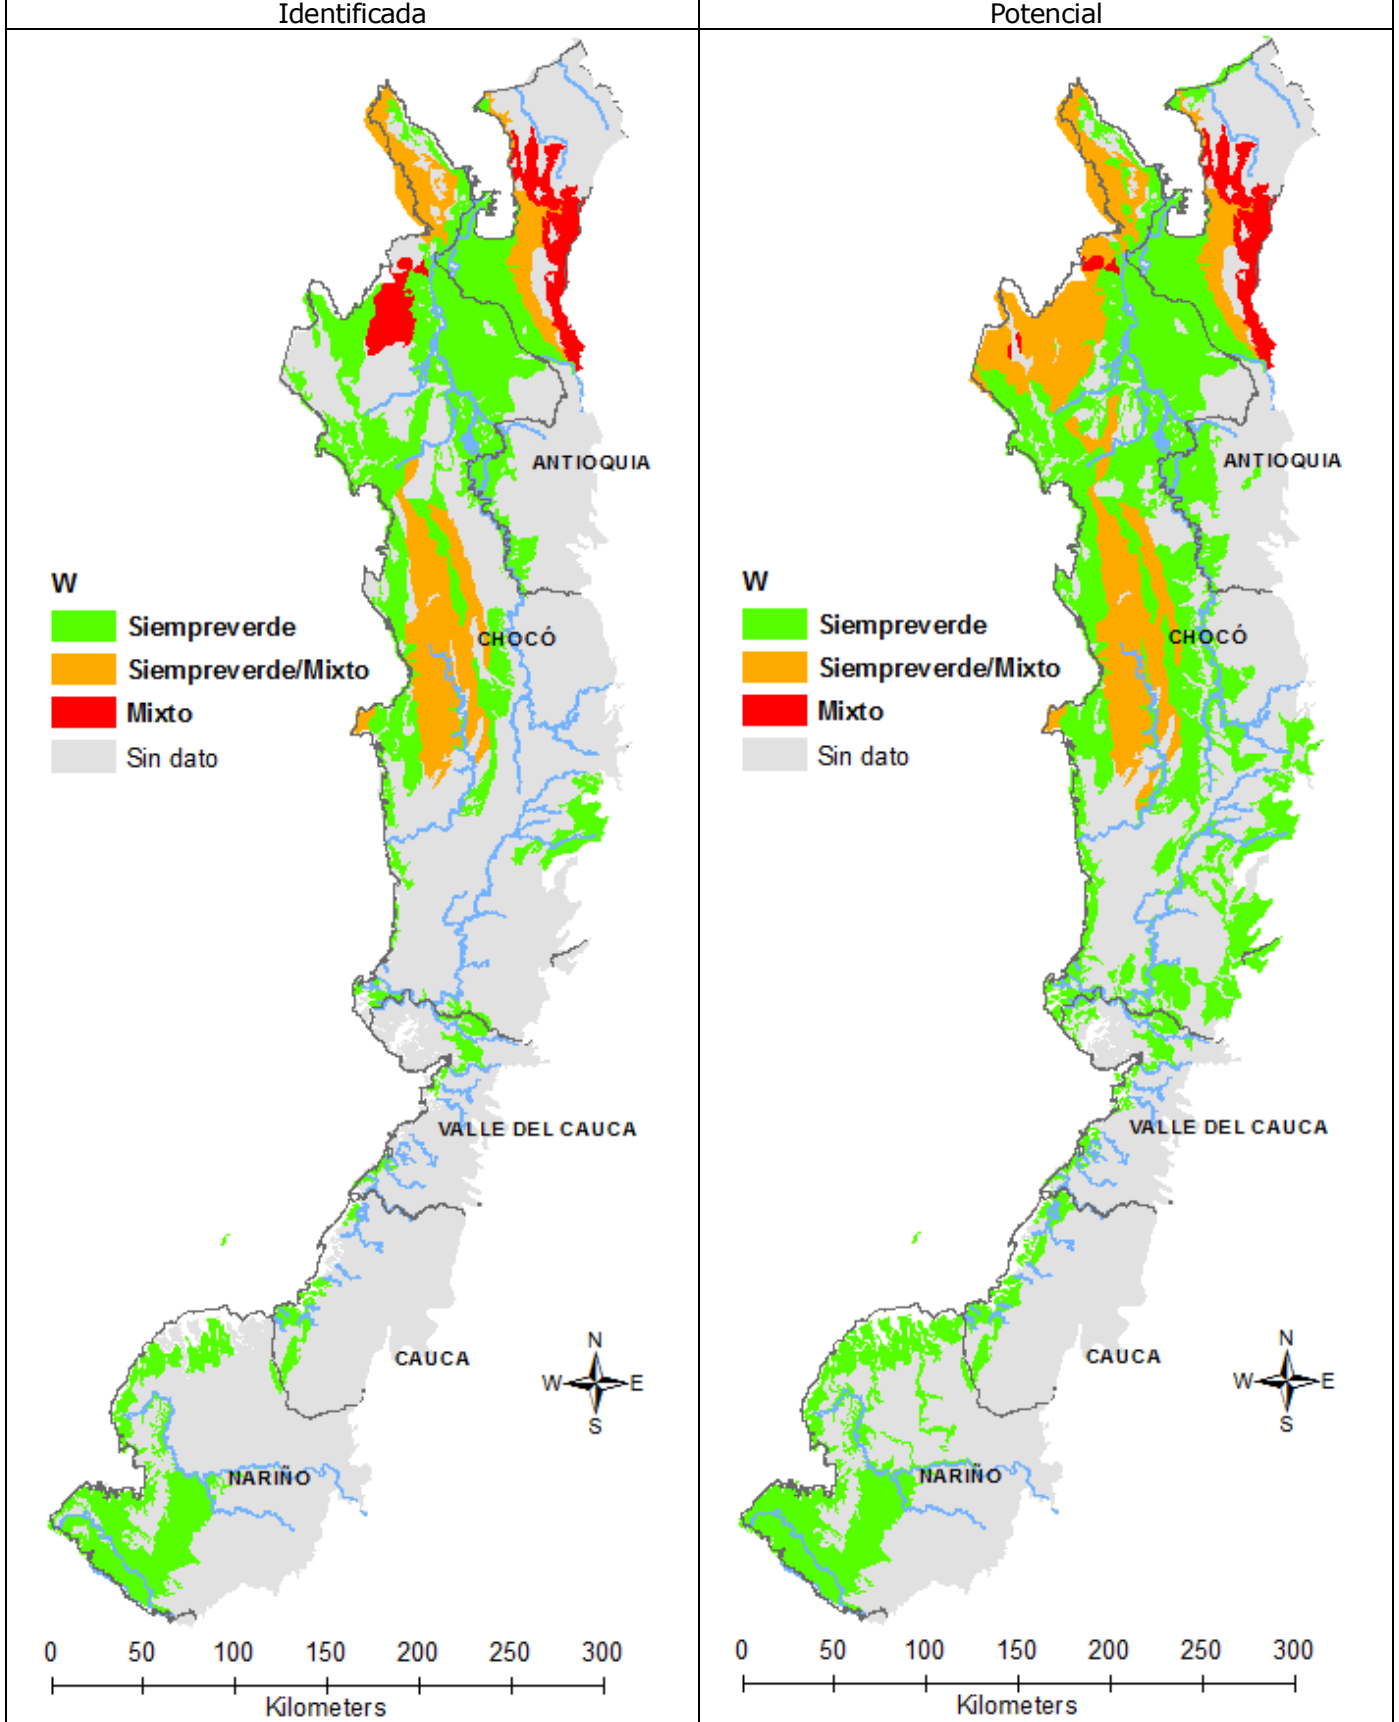 Identificada
Potencial
ANTIOQUIA
W
Siempreverde
Siempreverde/Mixto
Mixto
Sin dato
CHOCÓ
VALLE DEL CAUCA
CAUCA
N
W
E
S
NARIÑO
0 50 100 150 200 250 300
Kilometers
ANTIOQUIA
W
Siempreverde
Siempreverde/Mixto
Mixto
Sin dato
CHOCÓ
VALLE DEL CAUCA
CAUCA
N
W
E
S
NARIÑO
0 50 100 150 200 250 300
Kilometers